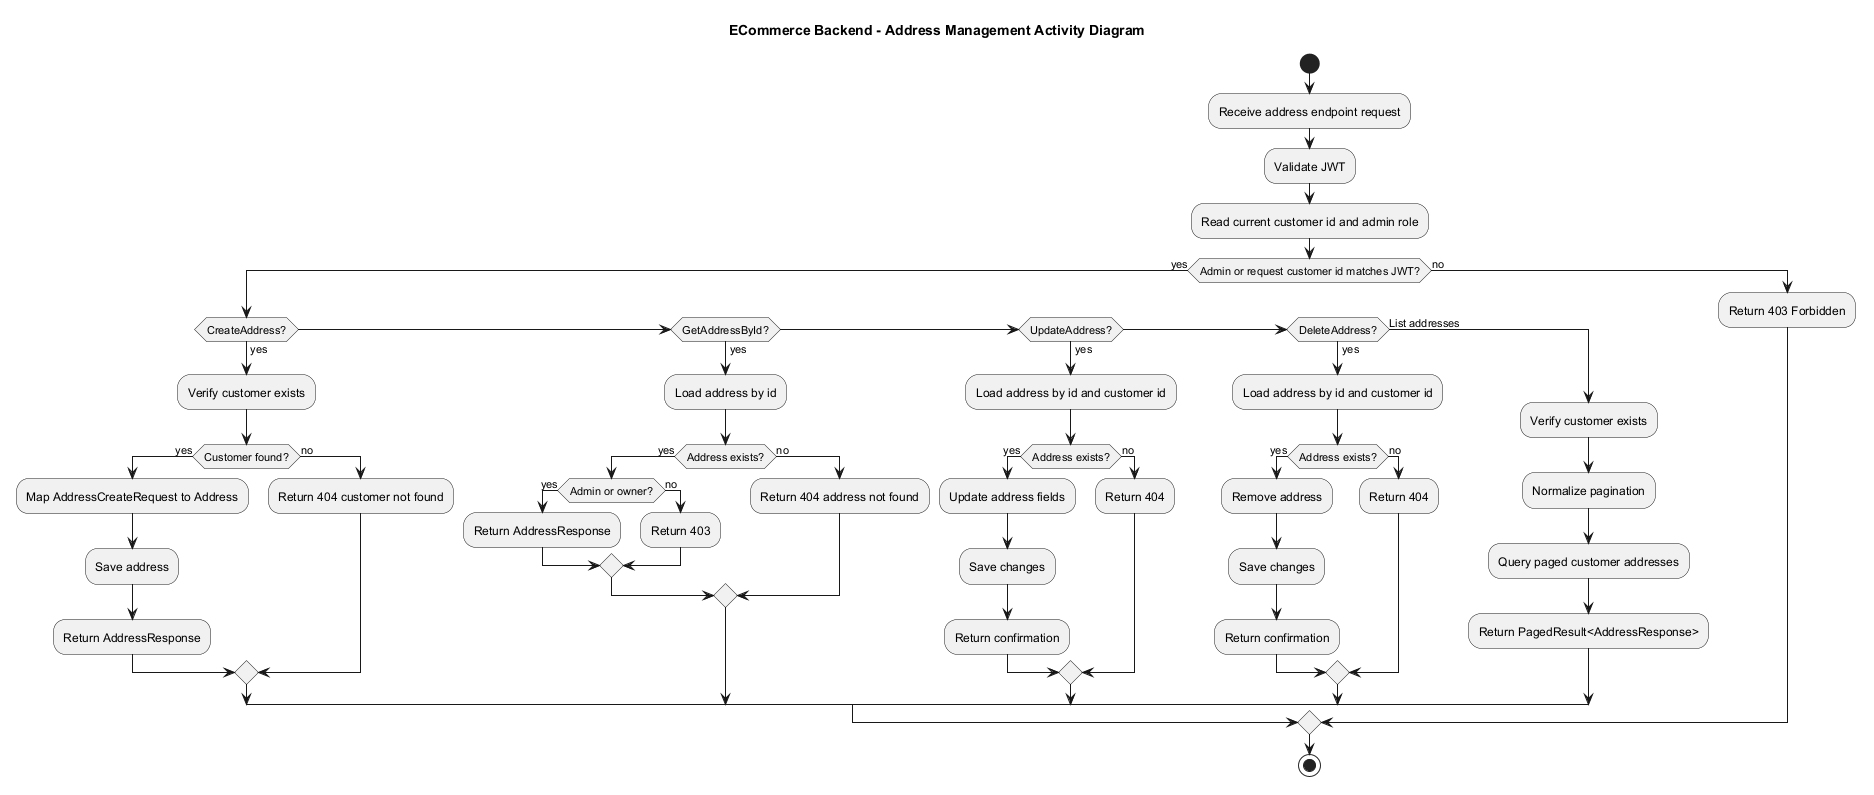 ECommerce Backend - Address Management Activity Diagram
Receive address endpoint request
Validate JWT
Read current customer id and admin role
yes
Admin or request customer id matches JWT?
no
Return 403 Forbidden
CreateAddress?
GetAddressById?
UpdateAddress?
DeleteAddress?
List addresses
yes
yes
yes
yes
Verify customer exists
Load address by id
Load address by id and customer id
Load address by id and customer id
Verify customer exists
yes
Customer found?
no
yes
Address exists?
no
yes
Address exists?
no
yes
Address exists?
no
Map AddressCreateRequest to Address
Return 404 customer not found
yes
Admin or owner?
no
Return 404 address not found
Update address fields
Return 404
Remove address
Return 404
Normalize pagination
Return AddressResponse
Return 403
Save address
Save changes
Save changes
Query paged customer addresses
Return AddressResponse
Return confirmation
Return confirmation
Return PagedResult<AddressResponse>